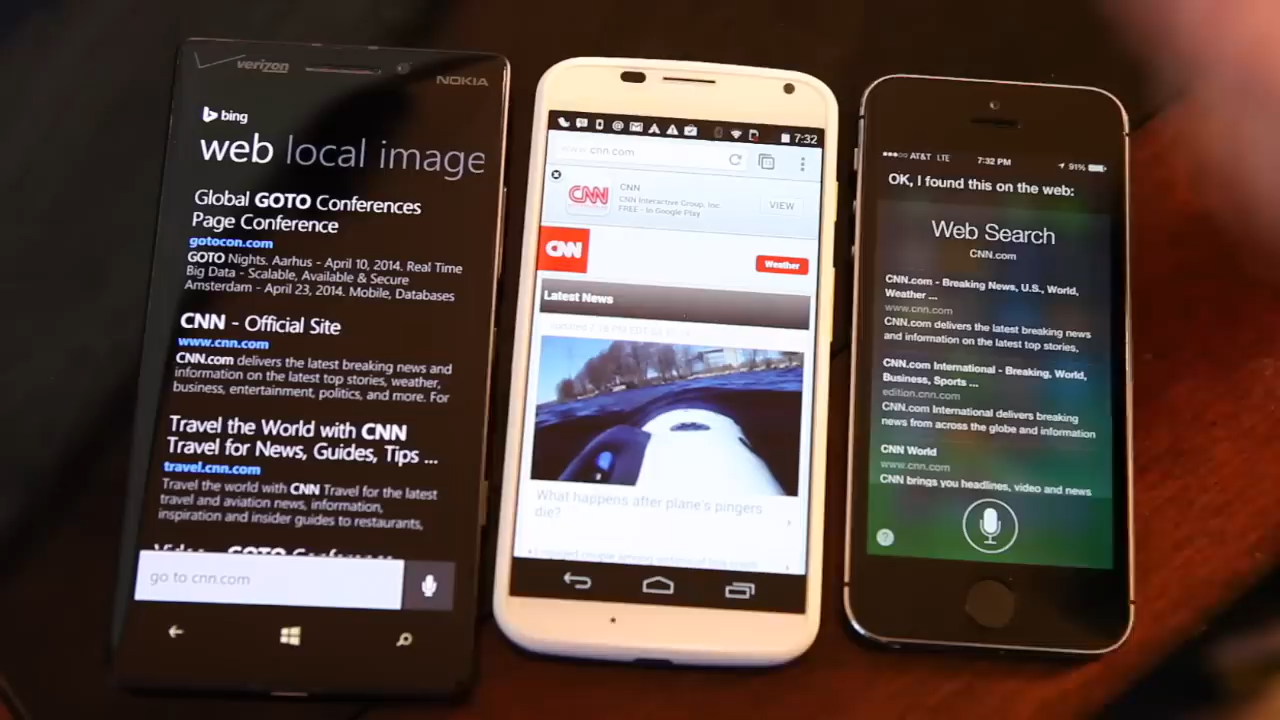 verizon
NOKIA
bing
web local image
Global GOTO Conferences
Page Conference
gotocon.com
GOTO Nights. Aarhus - April 10, 2014. Real Time
Big Data - Scalable, Available & Secure
Amsterdam - April 23, 2014. Mobile, Databases
CNN - Official Site
www.cnn.com
CNN.com delivers the latest breaking news and
information on the latest top stories, weather,
business, entertainment, politics, and more. For
Travel the World with CNN
Travel for News, Guides, Tips ...
travel.cnn.com
Travel the world with CNN Travel for the latest
travel and aviation news, information,
inspiration and insider guides to restaurants,
Video - GOTO Conference
go to cnn.com
7:32
www.cnn.com
CNN
CNN
CNN Interactive Group, Inc.
FREE - In Google Play
VIEW
CNN
Weather
Latest News
What happens after plane's pingers
die?
AT&T LTE 7:32 PM 91%
OK, I found this on the web:
Web Search
CNN.com
CNN.com - Breaking News, U.S., World,
Weather ...
www.cnn.com
CNN.com delivers the latest breaking news
and information on the latest top stories,
CNN.com International - Breaking, World,
Business, Sports ...
edition.cnn.com
CNN.com International delivers breaking
news from across the globe and information
CNN World
www.cnn.com
CNN brings you headlines, video and news
?